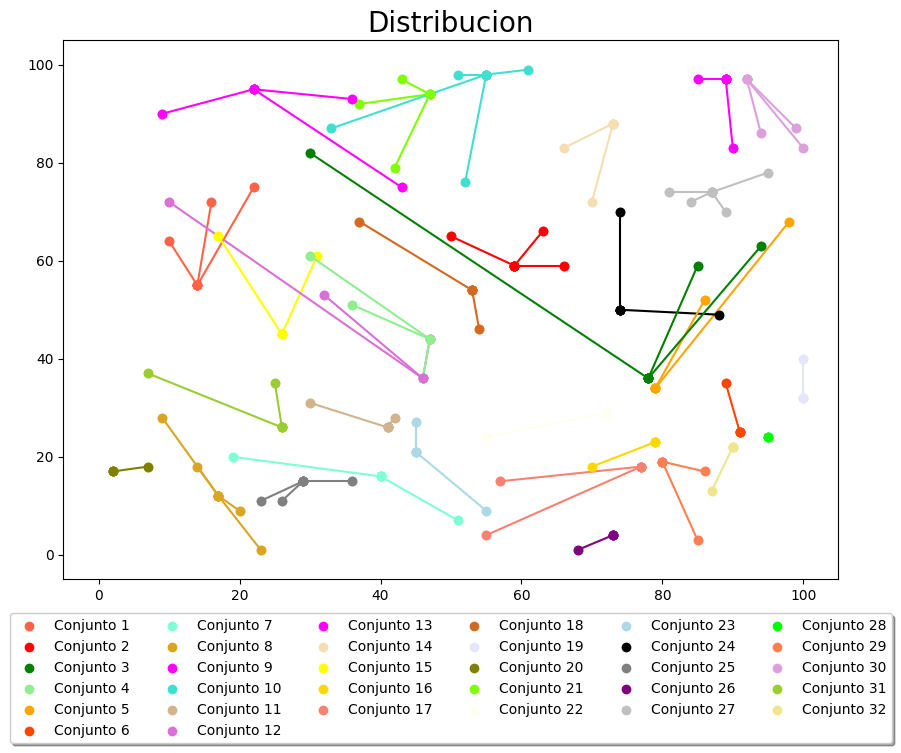 Distribucion
100
80
60
40
20
0
0 20 40 60 80 100
Conjunto 1 Conjunto 7 Conjunto 13 Conjunto 18 Conjunto 23 Conjunto 28
Conjunto 2 Conjunto 8 Conjunto 14 Conjunto 19 Conjunto 24 Conjunto 29
Conjunto 3 Conjunto 9 Conjunto 15 Conjunto 20 Conjunto 25 Conjunto 30
Conjunto 4 Conjunto 10 Conjunto 16 Conjunto 21 Conjunto 26 Conjunto 31
Conjunto 5 Conjunto 11 Conjunto 17 Conjunto 22 Conjunto 27 Conjunto 32
Conjunto 6 Conjunto 12